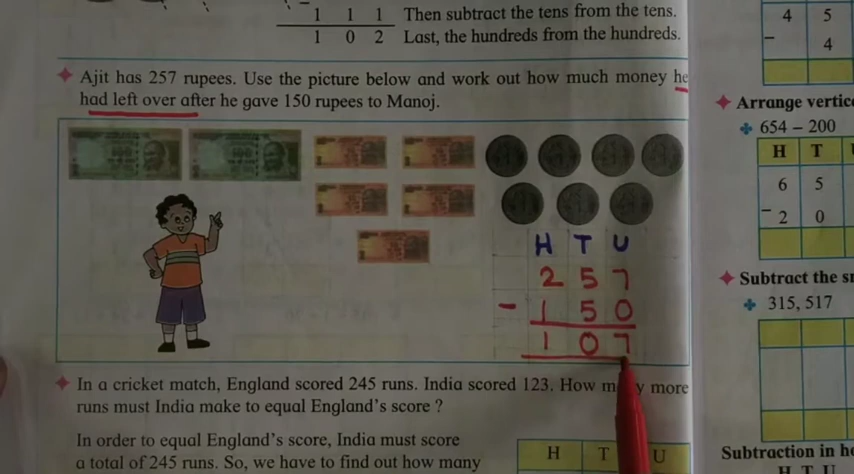 1 1 1 Then subtract the tens from the tens.
1 0 2 Last, the hundreds from the hundreds.
Ajit has 257 rupees. Use the picture below and work out how much money he
had left over after he gave 150 rupees to Manoj.
H T U
2 5 7
- 1 5 0
1 0 7
In a cricket match, England scored 245 runs. India scored 123. How more
runs must India make to equal England's score ?
In order to equal England's score, India must score
a total of 245 runs. So, we have to find out how many
H T U
4 5
- 4
Arrange
654 - 200
H T
6 5
- 2 0
Subtract the
315, 517
Subtraction in
H T U